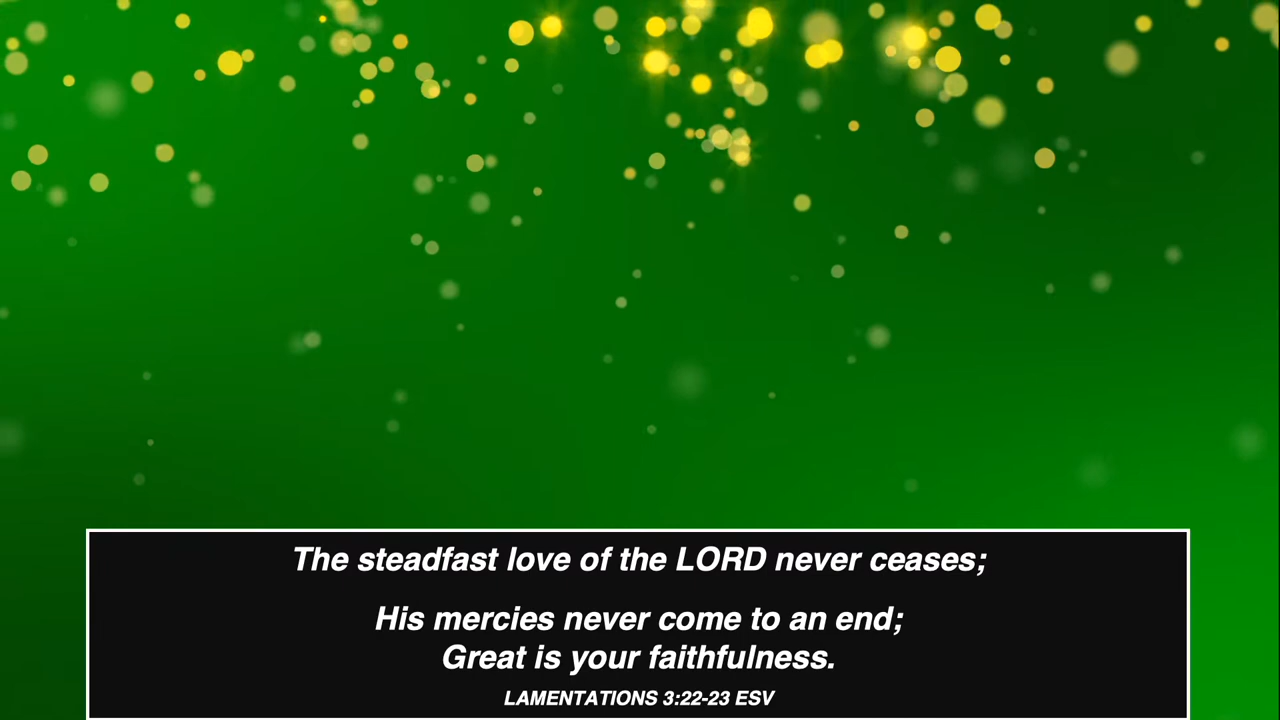 The steadfast love of the LORD never ceases;
His mercies never come to an end;
Great is your faithfulness.
LAMENTATIONS 3:22-23 ESV